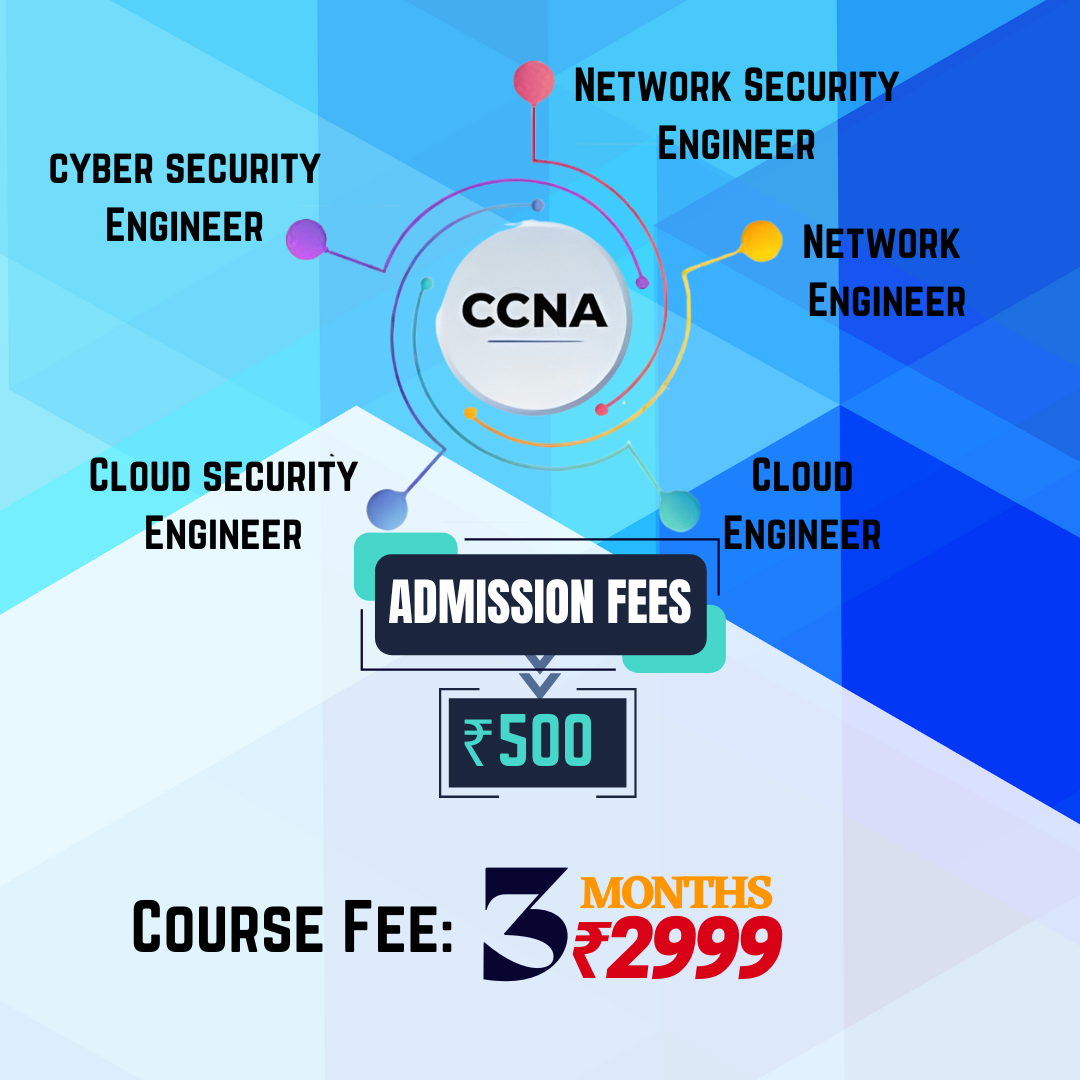 Network Security
Engineer
cyber security
Engineer
Network
Engineer
CCNA
Cloud security
Engineer
Cloud
Engineer
ADMISSION FEES
₹500
Course Fee: 3 MONTHS
₹2999